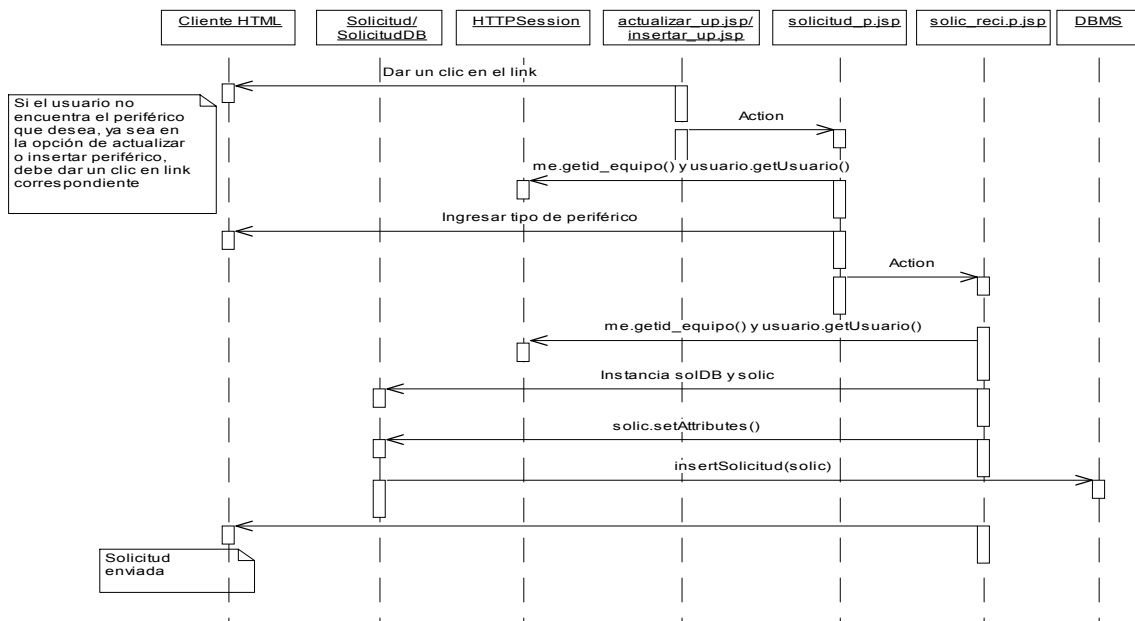 Cliente HTML
Solicitud/
SolicitudDB
HTTPSession
actualizar_up.jsp/
insertar_up.jsp
solicitud_p.jsp
solic_reci.p.jsp
DBMS
Dar un clic en el link
Si el usuario no
encuentra el periférico
que desea, ya sea en
la opción de actualizar
o insertar periférico,
debe dar un clic en link
correspondiente
Action
me.getid_equipo() y usuario.getUsuario()
Ingresar tipo de periférico
Action
me.getid_equipo() y usuario.getUsuario()
Instancia solDB y solic
solic.setAttributes()
insertSolicitud(solic)
Solicitud
enviada